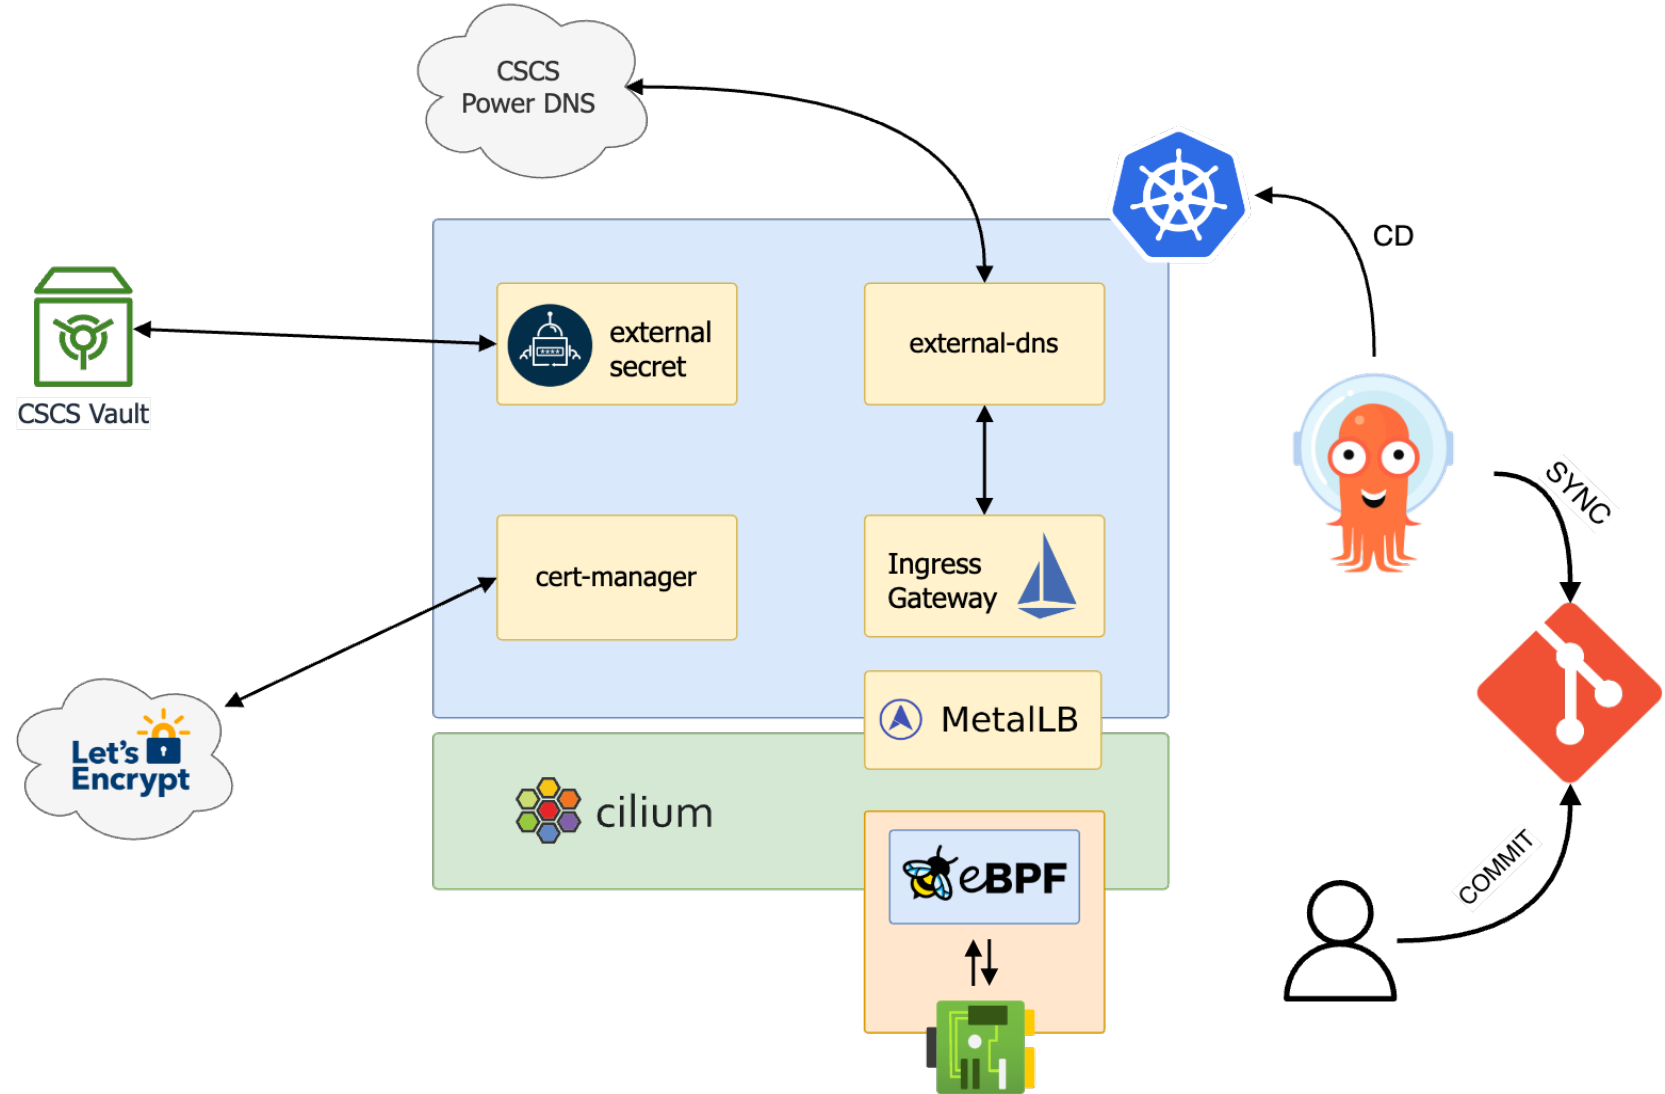 CSCS
Power DNS
CD
external
secret
external-dns
CSCS Vault
SYNC
cert-manager
Ingress
Gateway
MetalLB
Let's
Encrypt
cilium
eBPF
COMMIT